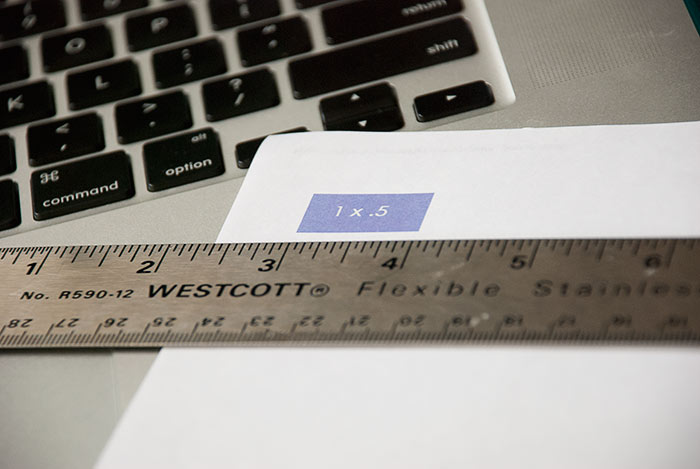 P
return
O
{ [
} ]
shift
K
L
: ;
" '
< ,
> .
? /
⌘
command
alt
option
1 x .5
1 2 3 4 5 6
No. R590-12 WESTCOTT® Flexible Stainless
28 27 26 25 24 23 22 21 20 19 18 17 16